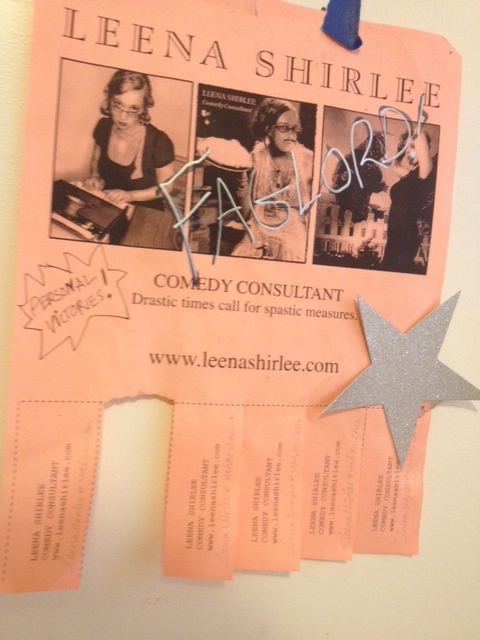 LEENA SHIRLEE
LEENA SHIRLEE
Comedy Consultant
FAGLORD!
PERSONAL
VICTORIES!
COMEDY CONSULTANT
Drastic times call for spastic measures.
www.leenashirlee.com
LEENA SHIRLEE
COMEDY CONSULTANT
www.leenashirlee.com
LEENA SHIRLEE
COMEDY CONSULTANT
www.leenashirlee.com
LEENA SHIRLEE
COMEDY CONSULTANT
www.leenashirlee.com
LEENA SHIRLEE
COMEDY CONSULTANT
www.leenashirlee.com
LEENA SHIRLEE
COMEDY CONSULTANT
www.leenashirlee.com